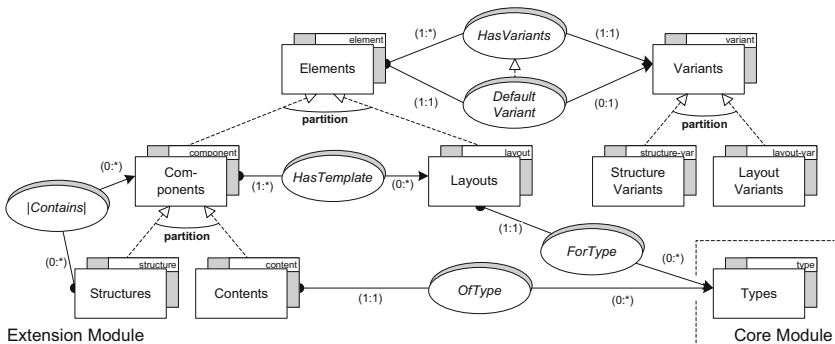 element
Elements
(1:*)
HasVariants
(1:1)
variant
Variants
(1:1)
Default
Variant
(0:1)
partition
partition
component
Com-
ponents
(0:*)
(1:*)
HasTemplate
(0:*)
layout
Layouts
structure-var
Structure
Variants
layout-var
Layout
Variants
|Contains|
partition
(1:1)
ForType
(0:*)
(0:*)
structure
Structures
content
Contents
(1:1)
OfType
(0:*)
type
Types
Extension Module
Core Module